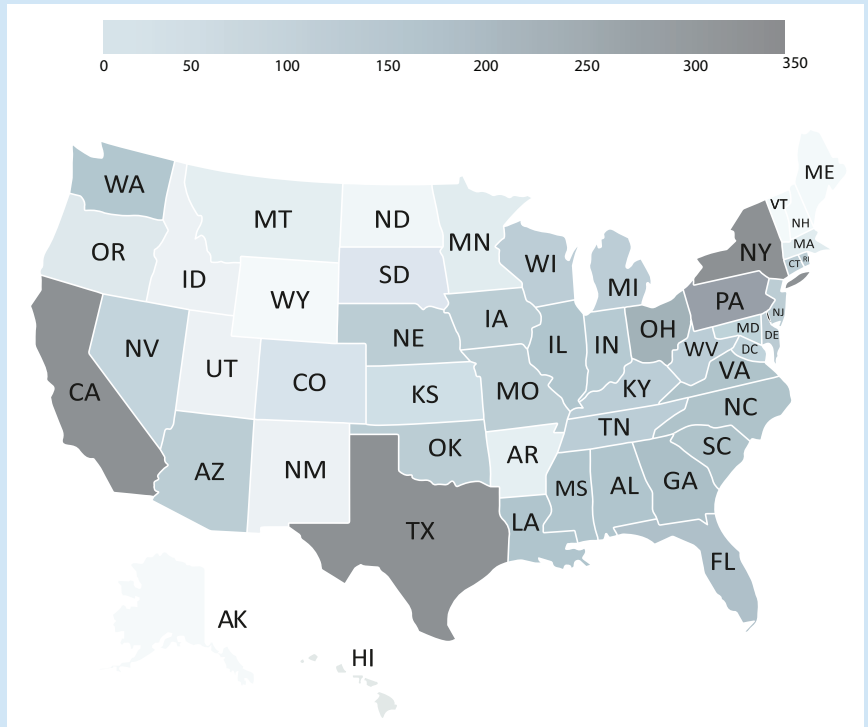 0 50 100 150 200 250 300 350
ME
WA
VT
MT
ND
NH
MN
MA
OR
NY
WI
CT RI
SD
ID
MI
WY
PA
NJ
IA
OH
MD
NE
DE
NV
IL
IN
WV
DC
UT
VA
CO
KS
MO
KY
CA
NC
TN
OK
SC
AR
AZ
NM
GA
MS
AL
LA
TX
FL
AK
HI